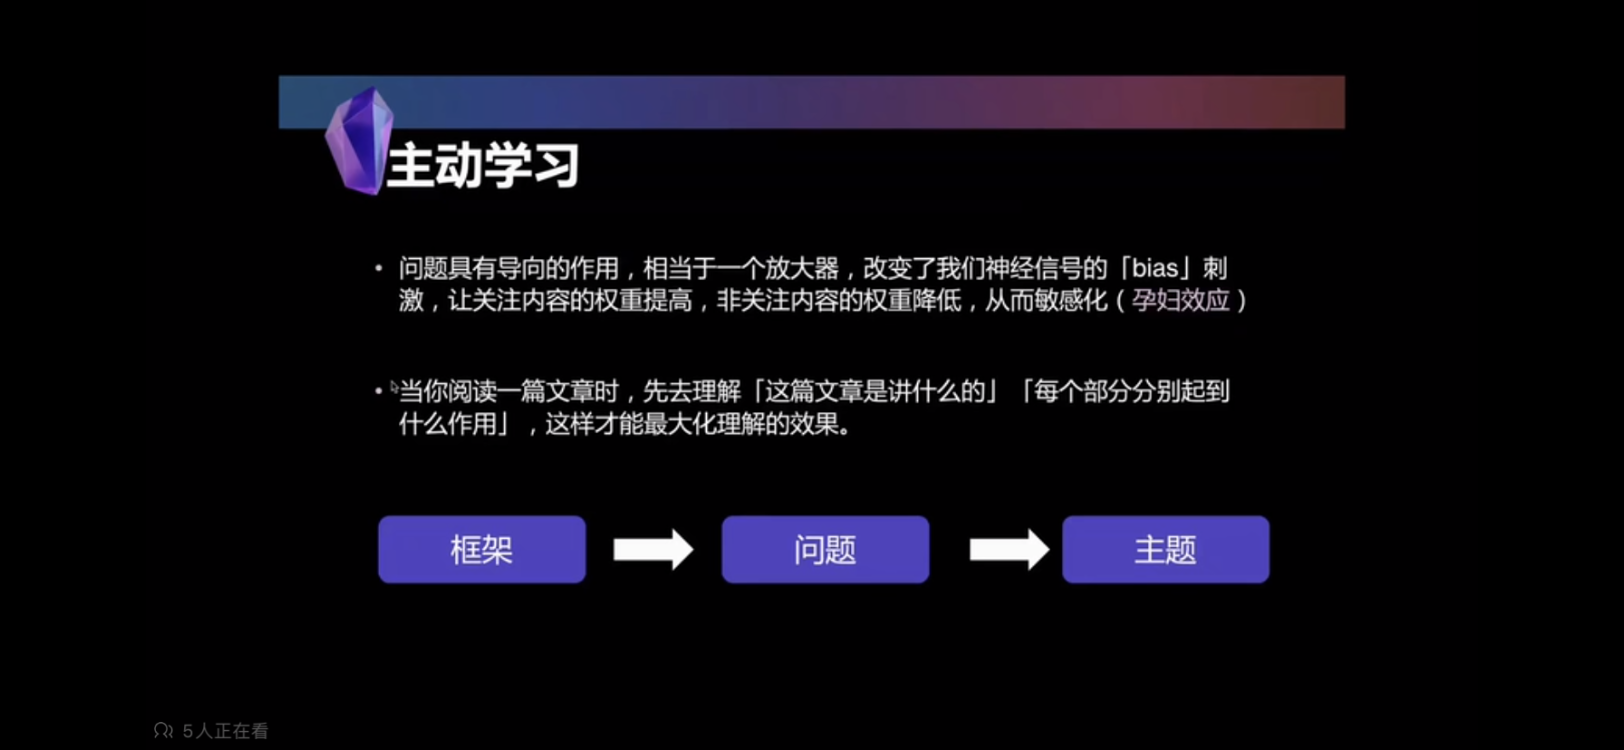 主动学习
• 问题具有导向的作用，相当于一个放大器，改变了我们神经信号的「bias」刺
激，让关注内容的权重提高，非关注内容的权重降低，从而敏感化（孕妇效应）
• 当你阅读一篇文章时，先去理解「这篇文章是讲什么的」「每个部分分别起到
什么作用」，这样才能最大化理解的效果。
框架 问题 主题
5人正在看